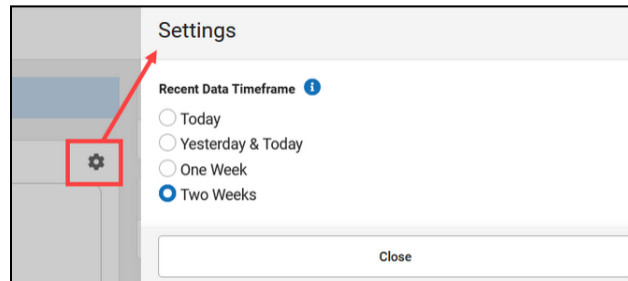 Settings
Recent Data Timeframe
Today
Yesterday & Today
One Week
Two Weeks
Close